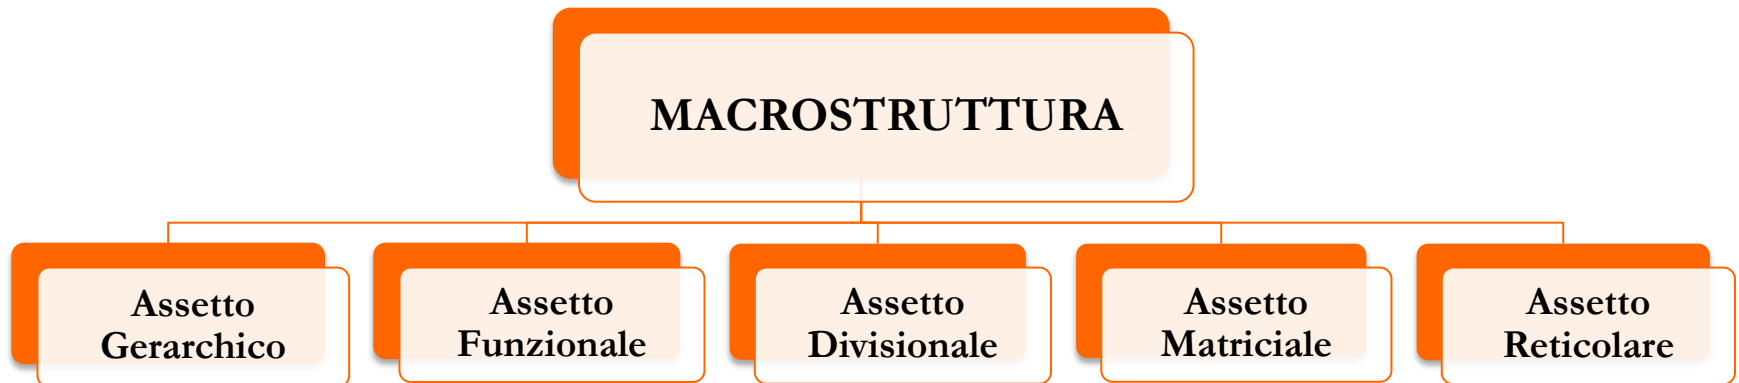 MACROSTRUTTURA
Assetto
Gerarchico
Assetto
Funzionale
Assetto
Divisionale
Assetto
Matriciale
Assetto
Reticolare